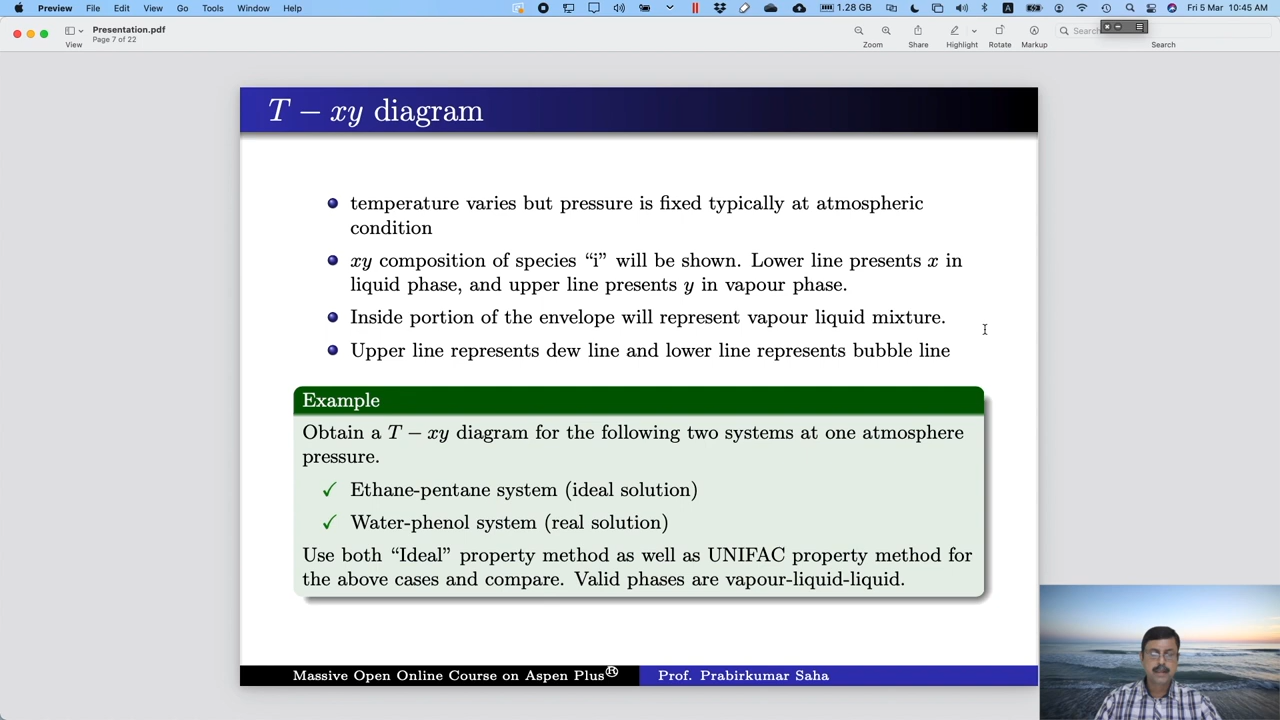 Preview File Edit View Go Tools Window Help 1.28 GB A Fri 5 Mar 10:45 AM
Presentation.pdf
Page 7 of 22
View Zoom Share Highlight Rotate Markup Search
Search
T − xy diagram
temperature varies but pressure is fixed typically at atmospheric
condition
xy composition of species “i” will be shown. Lower line presents x in
liquid phase, and upper line presents y in vapour phase.
Inside portion of the envelope will represent vapour liquid mixture.
Upper line represents dew line and lower line represents bubble line
Example
Obtain a T − xy diagram for the following two systems at one atmosphere
pressure.
✓ Ethane-pentane system (ideal solution)
✓ Water-phenol system (real solution)
Use both “Ideal” property method as well as UNIFAC property method for
the above cases and compare. Valid phases are vapour-liquid-liquid.
Massive Open Online Course on Aspen Plus® Prof. Prabirkumar Saha